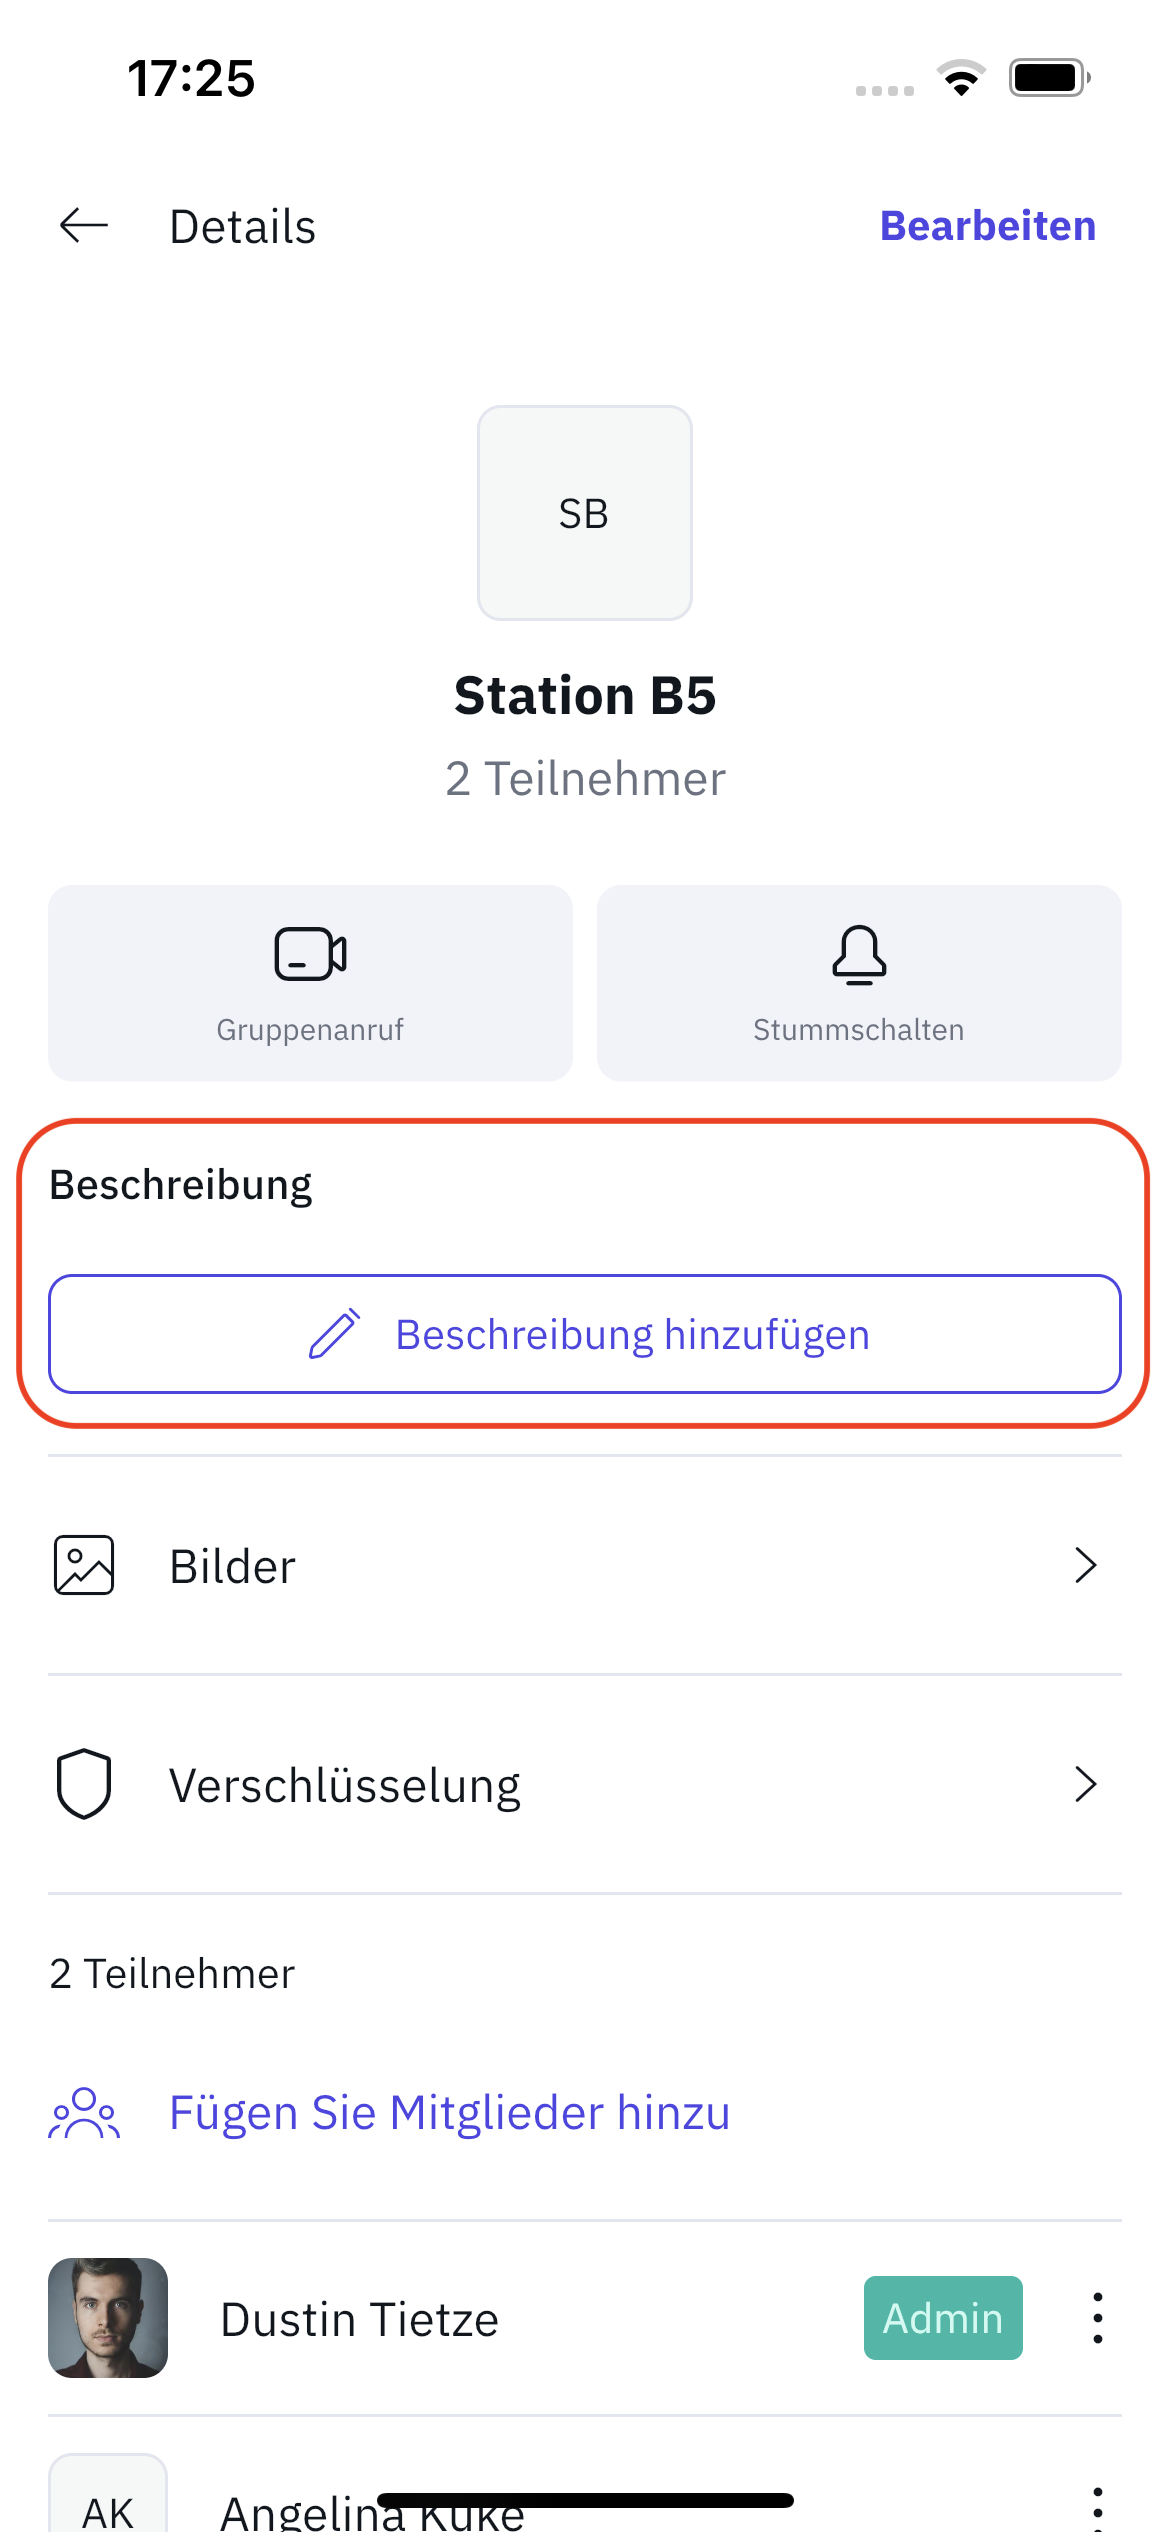 17:25
Details
Bearbeiten
SB
Station B5
2 Teilnehmer
Gruppenanruf
Stummschalten
Beschreibung
Beschreibung hinzufügen
Bilder
Verschlüsselung
2 Teilnehmer
Fügen Sie Mitglieder hinzu
Dustin Tietze
Admin
AK
Angelina Kuke